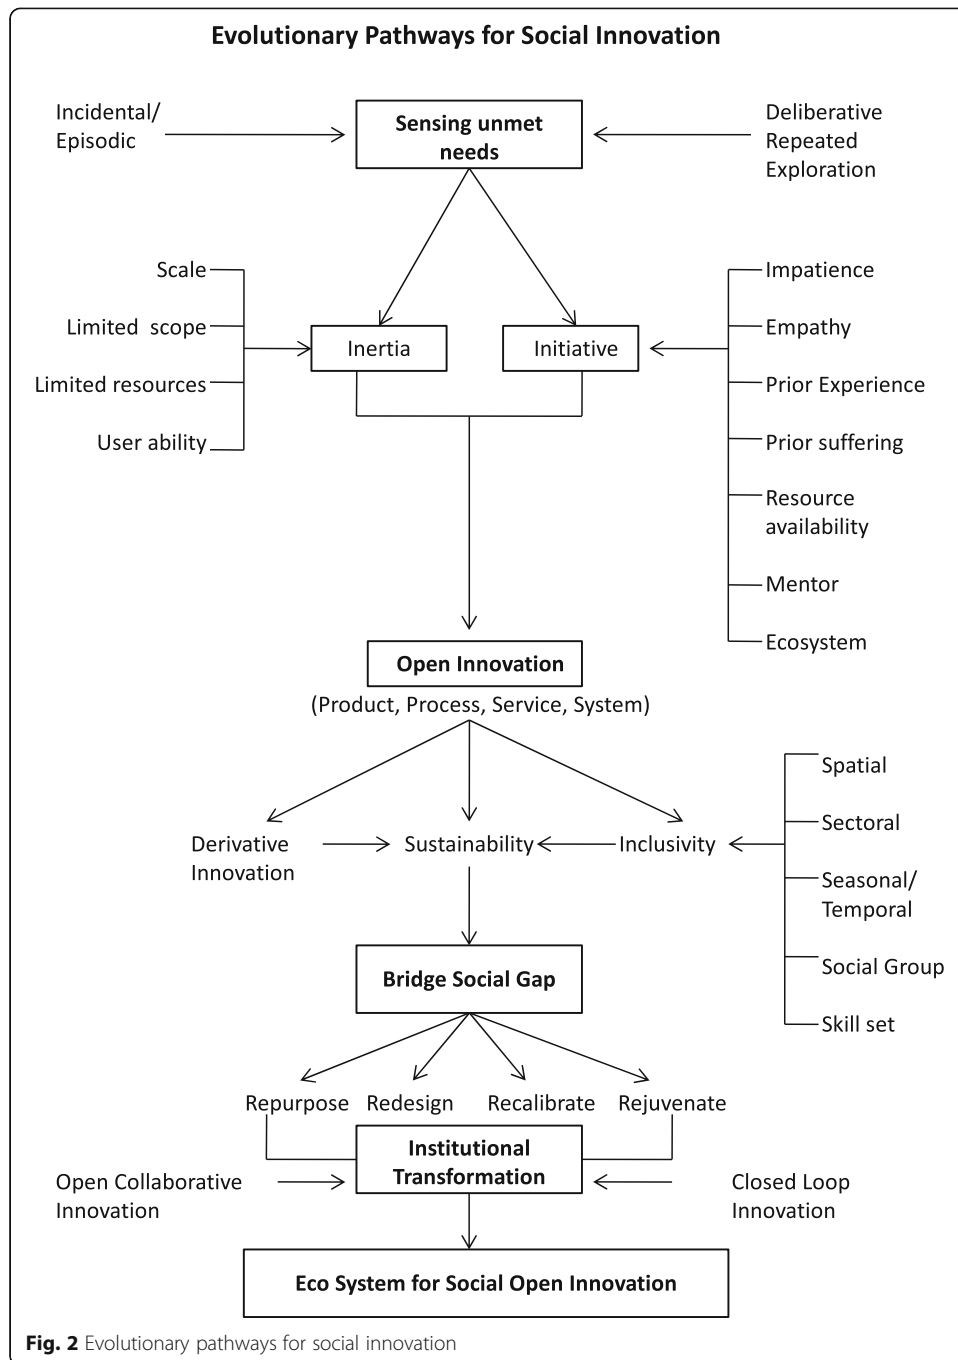 Evolutionary Pathways for Social Innovation
Incidental/
Episodic
Sensing unmet
needs
Deliberative
Repeated
Exploration
Scale
Limited scope
Limited resources
User ability
Inertia
Initiative
Impatience
Empathy
Prior Experience
Prior suffering
Resource
availability
Mentor
Ecosystem
Open Innovation
(Product, Process, Service, System)
Derivative
Innovation
Sustainability
Inclusivity
Spatial
Sectoral
Seasonal/
Temporal
Social Group
Skill set
Bridge Social Gap
Repurpose Redesign Recalibrate Rejuvenate
Institutional
Transformation
Open Collaborative
Innovation
Closed Loop
Innovation
Eco System for Social Open Innovation
Fig. 2 Evolutionary pathways for social innovation